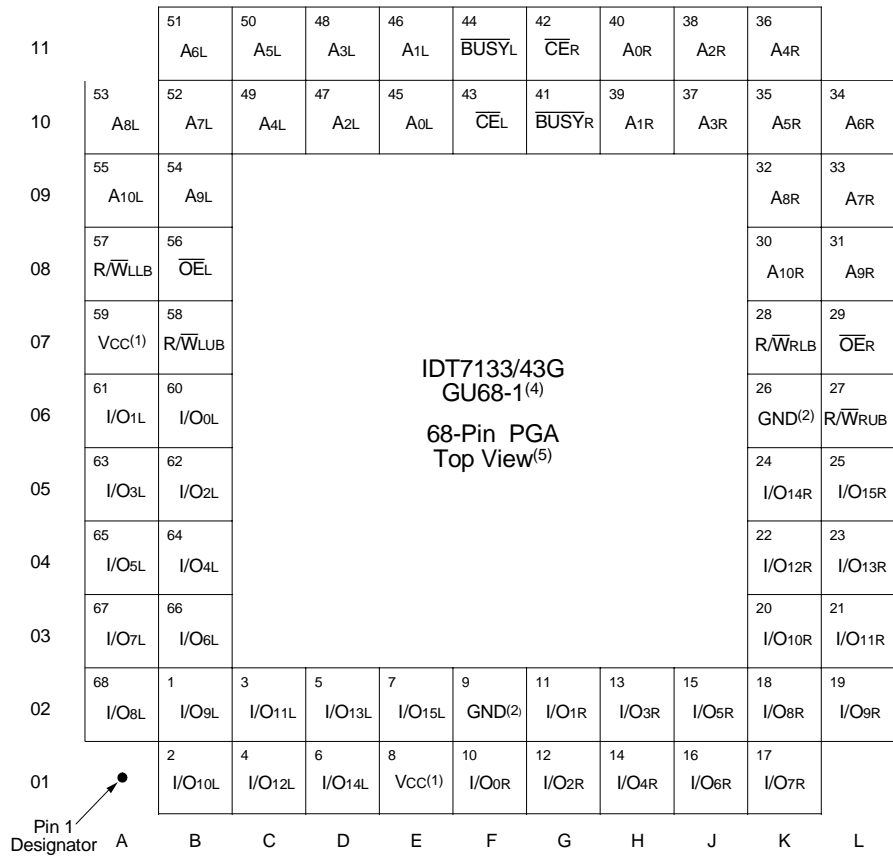 51 50 48 46 44 42 40 38 36
11 A6L A5L A3L A1L BUSYL CER A0R A2R A4R
53 52 49 47 45 43 41 39 37 35 34
10 A8L A7L A4L A2L A0L CEL BUSYR A1R A3R A5R A6R
55 54 32 33
09 A10L A9L A8R A7R
57 56 30 31
08 R/WLLB OEL A10R A9R
59 58 28 29
07 VCC(1) R/WLUB R/WRLB OER
IDT7133/43G
GU68-1(4)
61 60 26 27
06 I/O1L I/O0L GND(2) R/WRUB
68-Pin PGA
Top View(5)
63 62 24 25
05 I/O3L I/O2L I/O14R I/O15R
65 64 22 23
04 I/O5L I/O4L I/O12R I/O13R
67 66 20 21
03 I/O7L I/O6L I/O10R I/O11R
68 1 3 5 7 9 11 13 15 18 19
02 I/O8L I/O9L I/O11L I/O13L I/O15L GND(2) I/O1R I/O3R I/O5R I/O8R I/O9R
2 4 6 8 10 12 14 16 17
01 I/O10L I/O12L I/O14L VCC(1) I/O0R I/O2R I/O4R I/O6R I/O7R
Pin 1
Designator
A B C D E F G H J K L